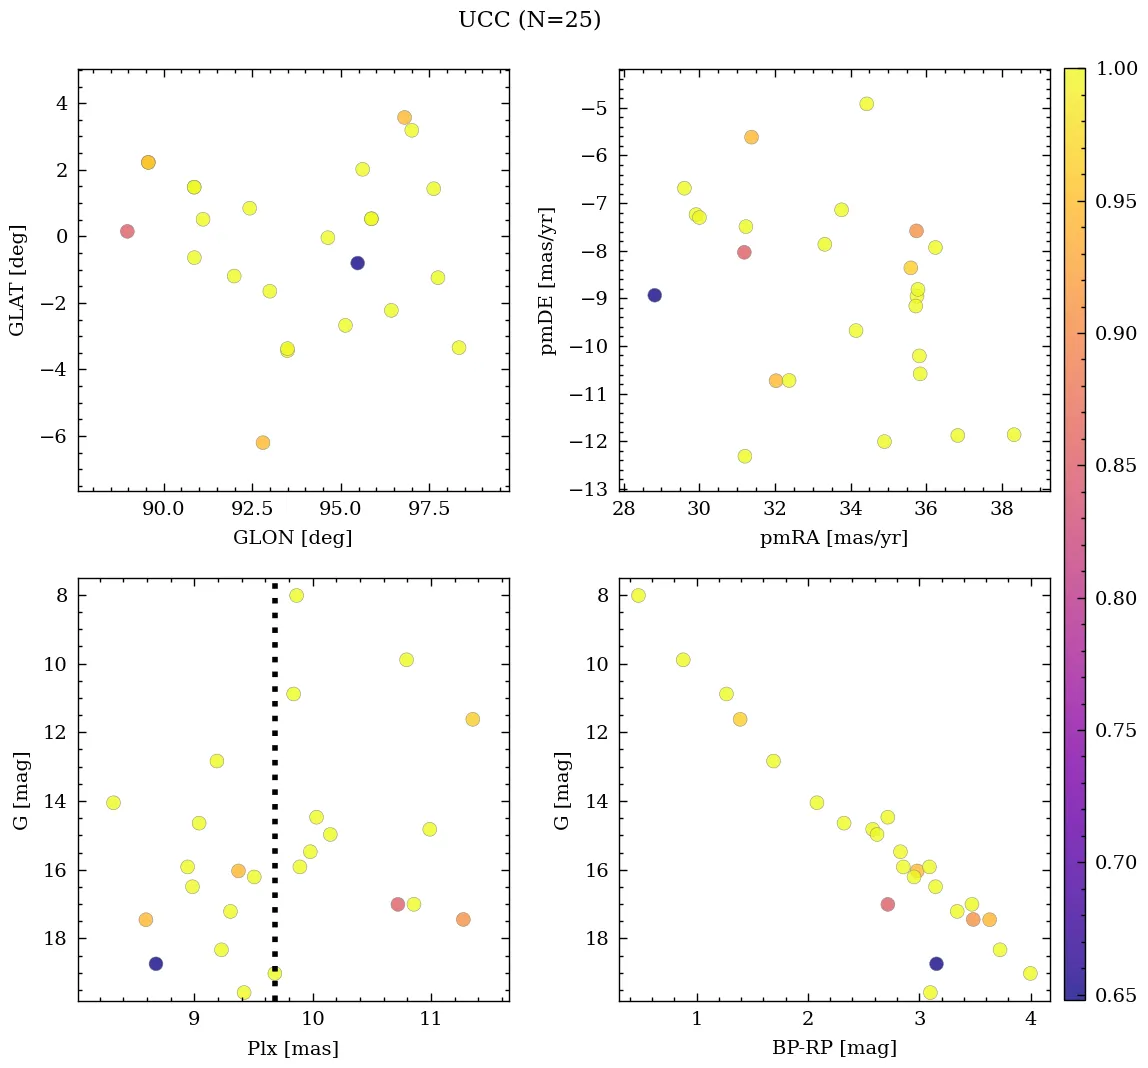 UCC (N=25)
4
2
0
−2
−4
−6
GLAT [deg]
90.0 92.5 95.0 97.5
GLON [deg]
−5
−6
−7
−8
−9
−10
−11
−12
−13
pmDE [mas/yr]
28 30 32 34 36 38
pmRA [mas/yr]
8
10
12
14
16
18
G [mag]
9 10 11
Plx [mas]
8
10
12
14
16
18
G [mag]
1 2 3 4
BP-RP [mag]
1.00
0.95
0.90
0.85
0.80
0.75
0.70
0.65